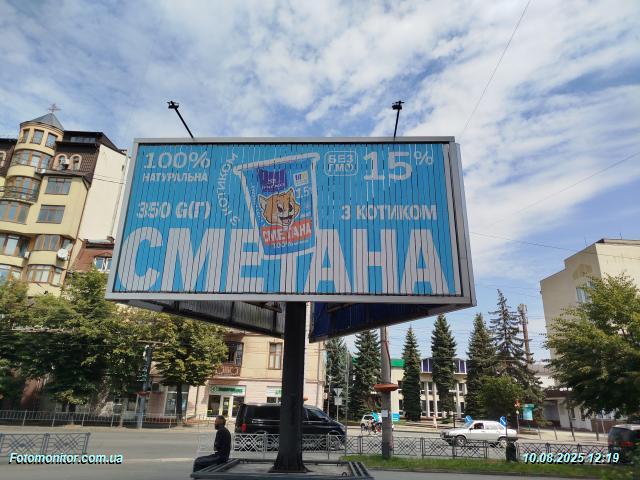 100%
НАТУРАЛЬНА
БЕЗ
ГМО
15%
350 G(Г)
З КОТИКОМ
З КОТИКОМ
СМЕТАНА
СМЕТАНА
Fotomonitor.com.ua
10.08.2025 12:19